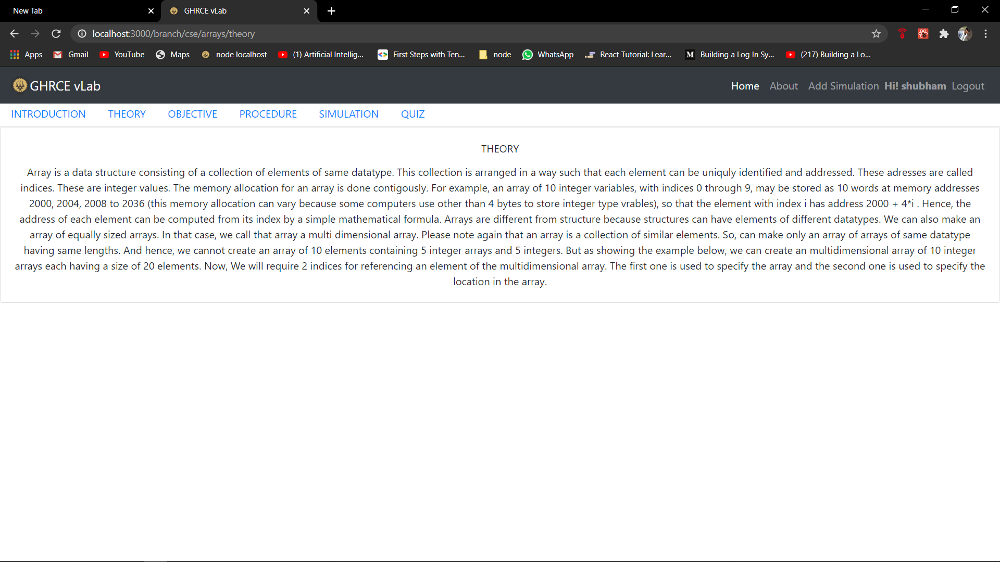 New Tab
GHRCE vLab
localhost:3000/branch/cse/arrays/theory
Apps Gmail YouTube Maps node localhost (1) Artificial Intellig... First Steps with Ten... node WhatsApp React Tutorial: Lear... M Building a Log In Sy... (217) Building a Lo...
GHRCE vLab
Home About Add Simulation Hi! shubham Logout
INTRODUCTION THEORY OBJECTIVE PROCEDURE SIMULATION QUIZ
THEORY
Array is a data structure consisting of a collection of elements of same datatype. This collection is arranged in a way such that each element can be uniquly identified and addressed. These adresses are called
indices. These are integer values. The memory allocation for an array is done contigously. For example, an array of 10 integer variables, with indices 0 through 9, may be stored as 10 words at memory addresses
2000, 2004, 2008 to 2036 (this memory allocation can vary because some computers use other than 4 bytes to store integer type vrables), so that the element with index i has address 2000 + 4*i . Hence, the
address of each element can be computed from its index by a simple mathematical formula. Arrays are different from structure because structures can have elements of different datatypes. We can also make an
array of equally sized arrays. In that case, we call that array a multi dimensional array. Please note again that an array is a collection of similar elements. So, can make only an array of arrays of same datatype
having same lengths. And hence, we cannot create an array of 10 elements containing 5 integer arrays and 5 integers. But as showing the example below, we can create an multidimensional array of 10 integer
arrays each having a size of 20 elements. Now, We will require 2 indices for referencing an element of the multidimensional array. The first one is used to specify the array and the second one is used to specify the
location in the array.